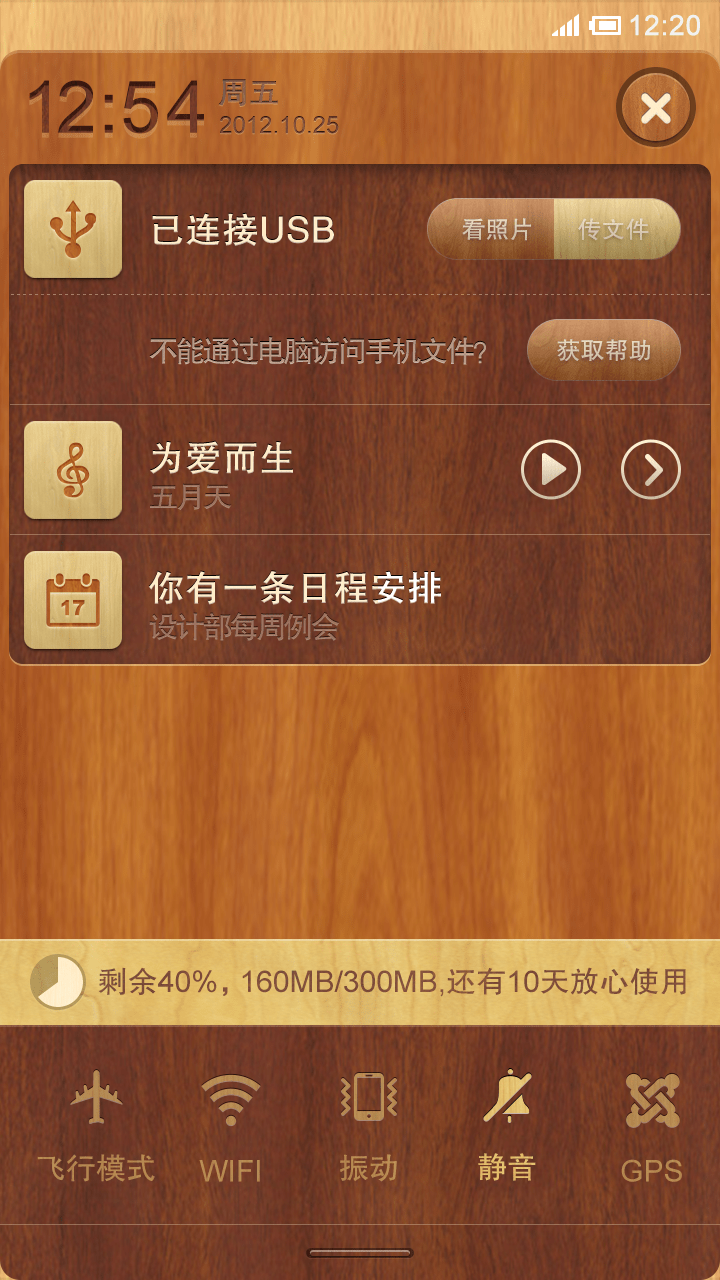 12:20
12:54
周五
2012.10.25
已连接USB
看照片
传文件
不能通过电脑访问手机文件?
获取帮助
为爱而生
五月天
你有一条日程安排
17
设计部每周例会
剩余40%，160MB/300MB,还有10天放心使用
飞行模式
WIFI
振动
静音
GPS